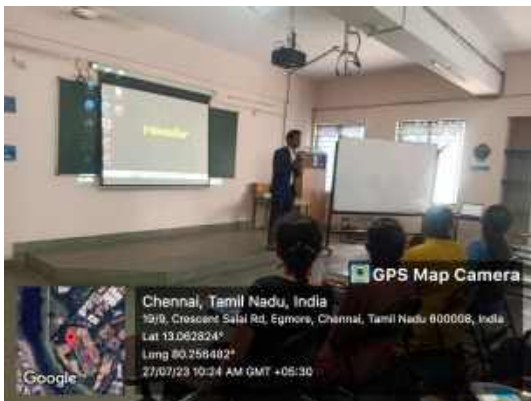 GPS Map Camera
Chennai, Tamil Nadu, India
19/9, Crescent Salai Rd, Egmore, Chennai, Tamil Nadu 600008, India
Lat 13.062824°
Long 80.256482°
27/07/23 10:24 AM GMT +05:30
Google